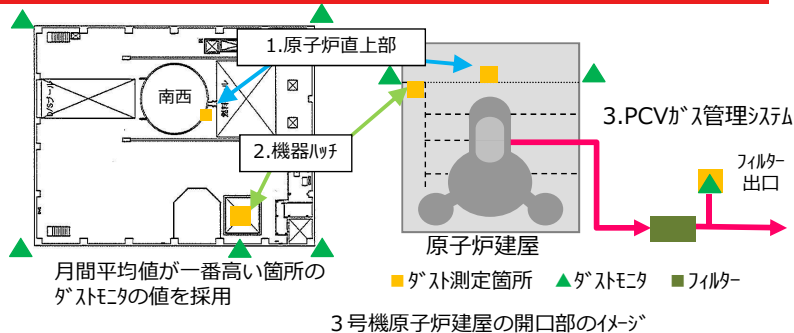 1.原子炉直上部
南西
D/Sプール
2.機器ﾊｯﾁ
3.PCVｶﾞｽ管理ｼｽﾃﾑ
ﾌｨﾙﾀｰ
出口
原子炉建屋
月間平均値が一番高い箇所の
ﾀﾞｽﾄﾓﾆﾀの値を採用
ﾀﾞｽﾄ測定箇所 ﾀﾞｽﾄﾓﾆﾀ ﾌｨﾙﾀｰ
３号機原子炉建屋の開口部のｲﾒｰｼﾞ